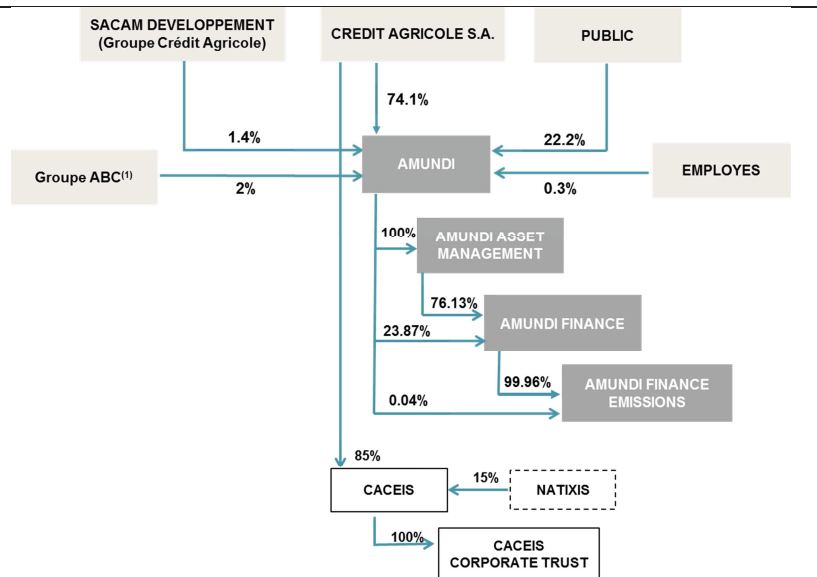 SACAM DEVELOPPEMENT
(Groupe Crédit Agricole)
CREDIT AGRICOLE S.A.
PUBLIC
74.1%
1.4%
22.2%
AMUNDI
Groupe ABC(1)
EMPLOYES
2%
0.3%
100%
AMUNDI ASSET
MANAGEMENT
76.13%
AMUNDI FINANCE
23.87%
99.96%
AMUNDI FINANCE
EMISSIONS
0.04%
85%
CACEIS
15%
NATIXIS
100%
CACEIS
CORPORATE TRUST